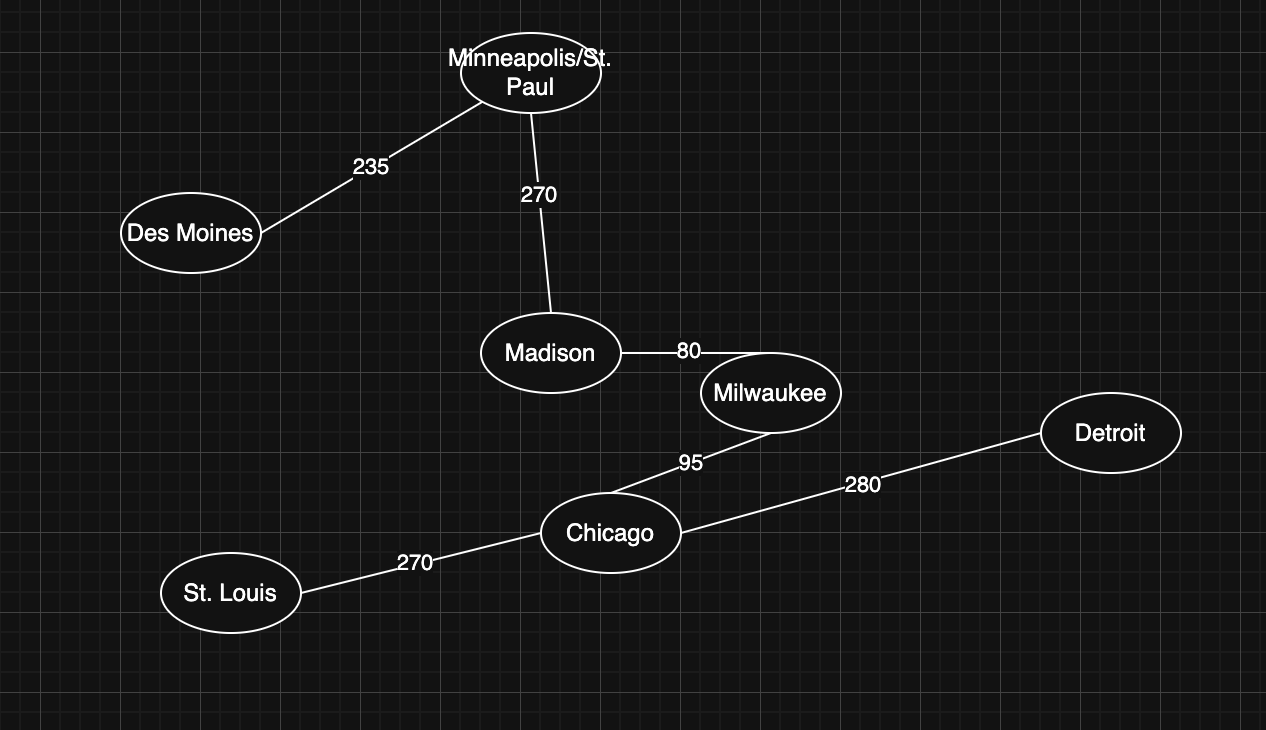 Minneapolis/St.
Paul
235
270
Des Moines
Madison
80
Milwaukee
Detroit
95
280
Chicago
270
St. Louis